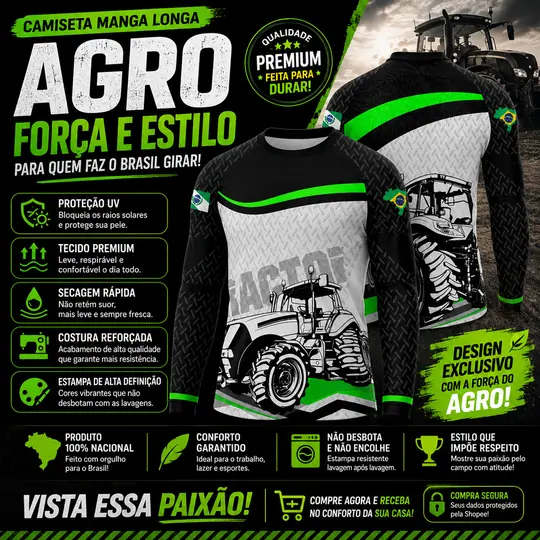 CAMISETA MANGA LONGA
AGRO
FORÇA E ESTILO
PARA QUEM FAZ O BRASIL GIRAR!
QUALIDADE
PREMIUM
FEITA PARA
DURAR!
PROTEÇÃO UV
Bloqueia os raios solares
e protege sua pele.
TECIDO PREMIUM
Leve, respirável e
confortável o dia todo.
SECAGEM RÁPIDA
Não retém suor,
mais leve e sempre fresca.
COSTURA REFORÇADA
Acabamento de alta qualidade
que garante mais resistência.
ESTAMPA DE ALTA DEFINIÇÃO
Cores vibrantes que não
desbotam com as lavagens.
RACTOR
DESIGN
EXCLUSIVO
COM A FORÇA DO
AGRO!
PRODUTO
100% NACIONAL
Feito com orgulho
para o Brasil!
CONFORTO
GARANTIDO
Ideal para o trabalho,
lazer e esportes.
NÃO DESBOTA
E NÃO ENCOLHE
Estampa resistente
lavagem após lavagem.
ESTILO QUE
IMPÕE RESPEITO
Mostre sua paixão pelo
campo com atitude!
VISTA ESSA PAIXÃO!
COMPRE AGORA E RECEBA
NO CONFORTO DA SUA CASA!
COMPRA SEGURA
Seus dados protegidos
pela Shopee!